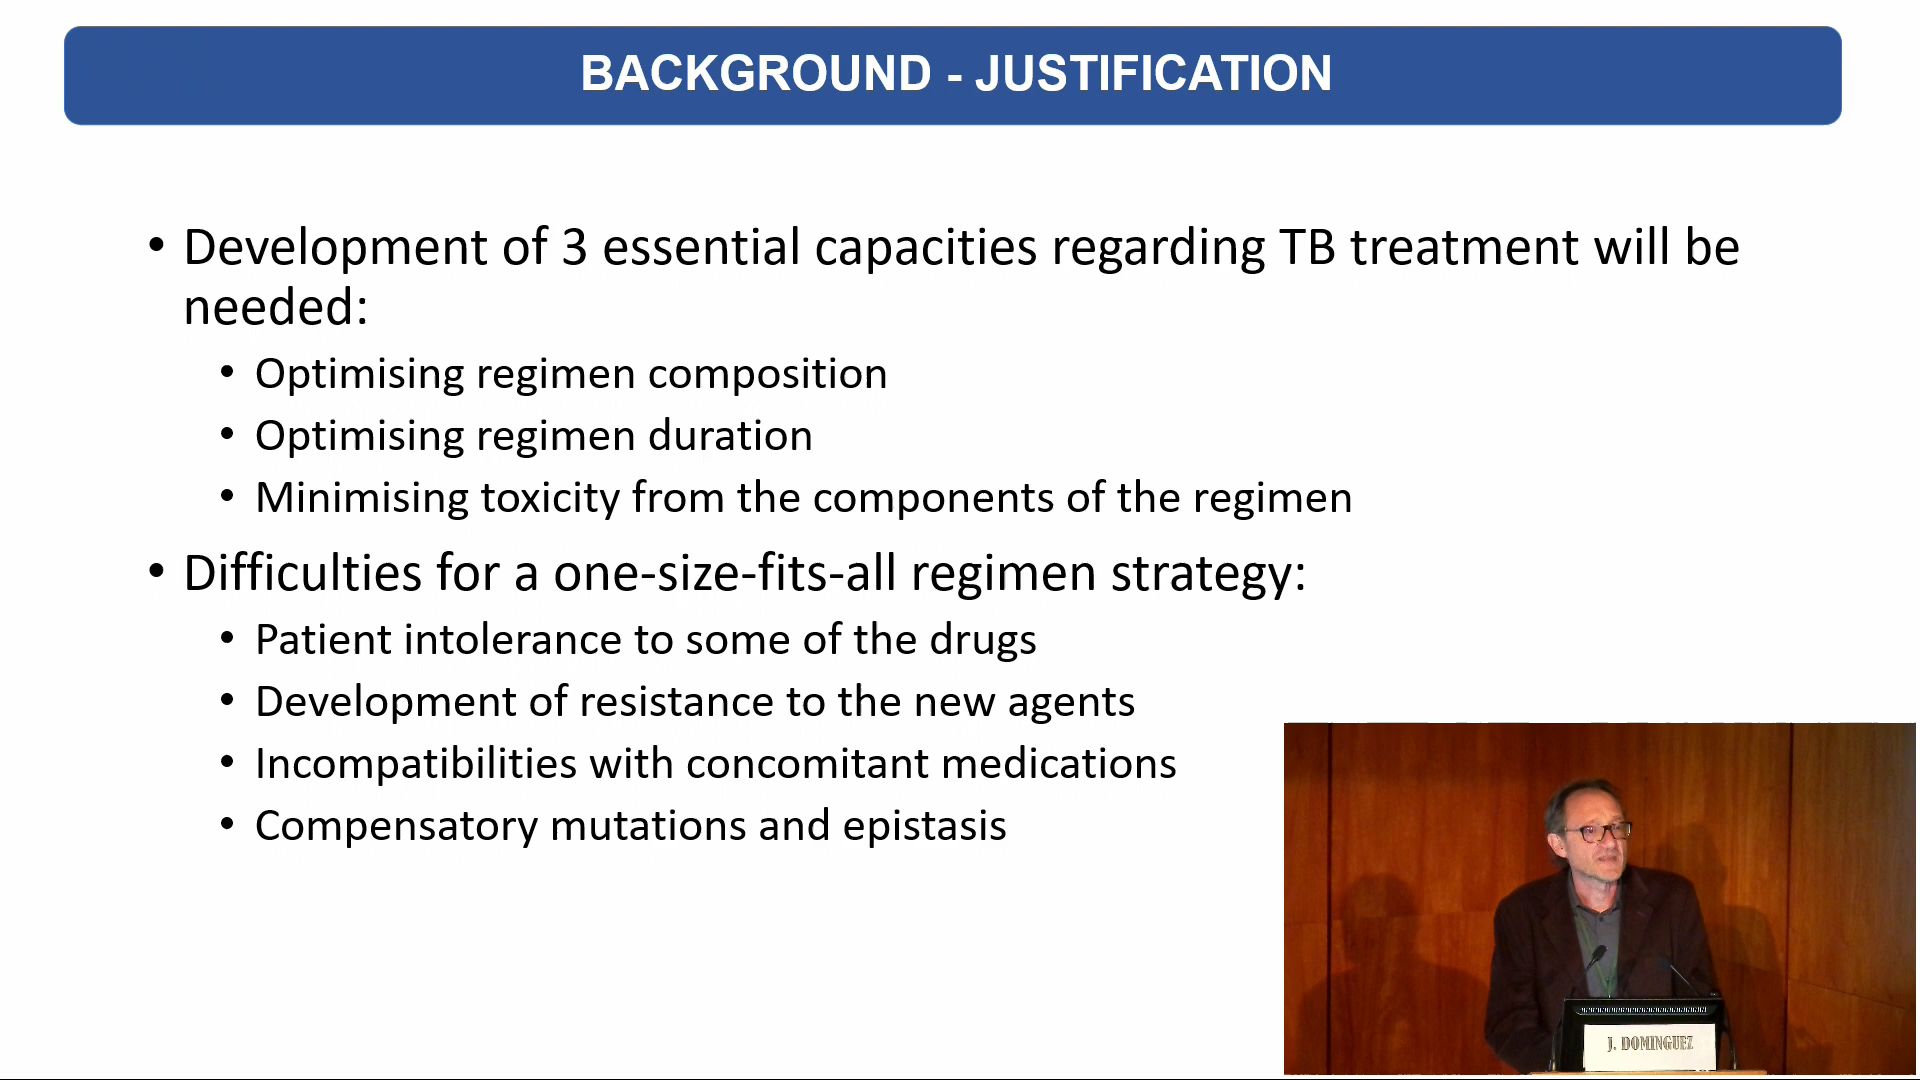 BACKGROUND - JUSTIFICATION
• Development of 3 essential capacities regarding TB treatment will be
needed:
• Optimising regimen composition
• Optimising regimen duration
• Minimising toxicity from the components of the regimen
• Difficulties for a one-size-fits-all regimen strategy:
• Patient intolerance to some of the drugs
• Development of resistance to the new agents
• Incompatibilities with concomitant medications
• Compensatory mutations and epistasis
J. DOMINGUEZ